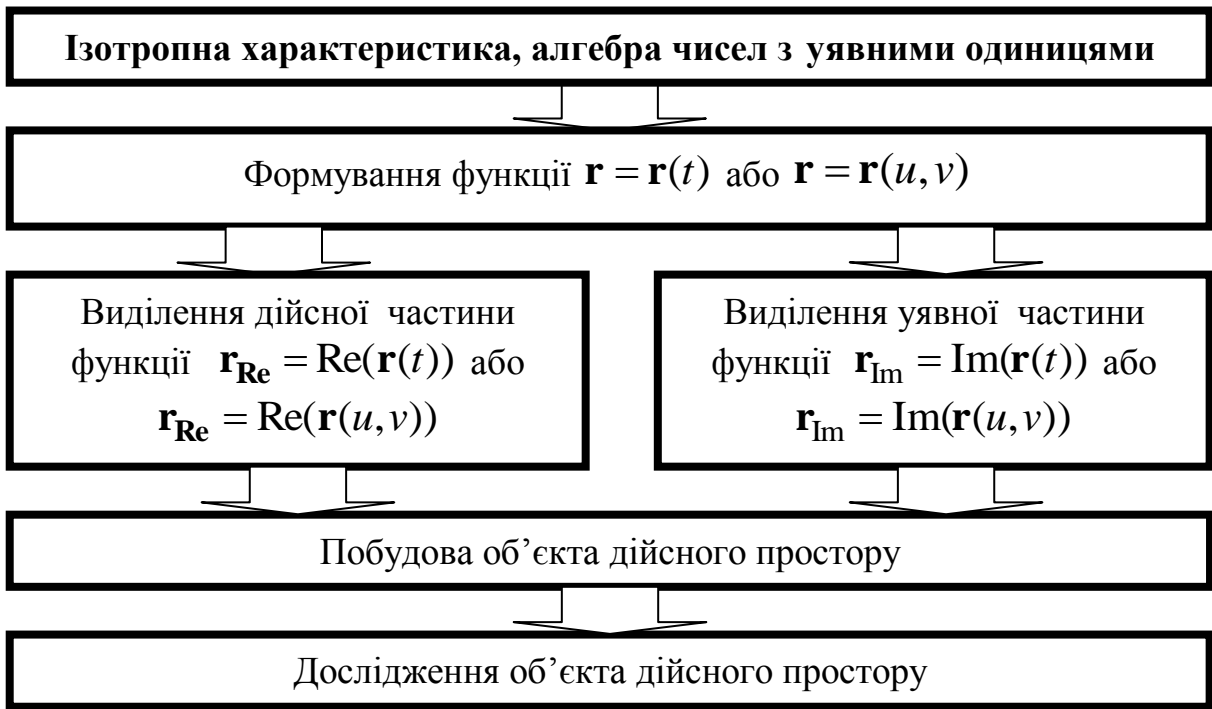 Ізотропна характеристика, алгебра чисел з уявними одиницями
Формування функції r = r(t) або r = r(u, v)
Виділення дійсної частини
функції r_Re = Re(r(t)) або
r_Re = Re(r(u, v))
Виділення уявної частини
функції r_Im = Im(r(t)) або
r_Im = Im(r(u, v))
Побудова об’єкта дійсного простору
Дослідження об’єкта дійсного простору